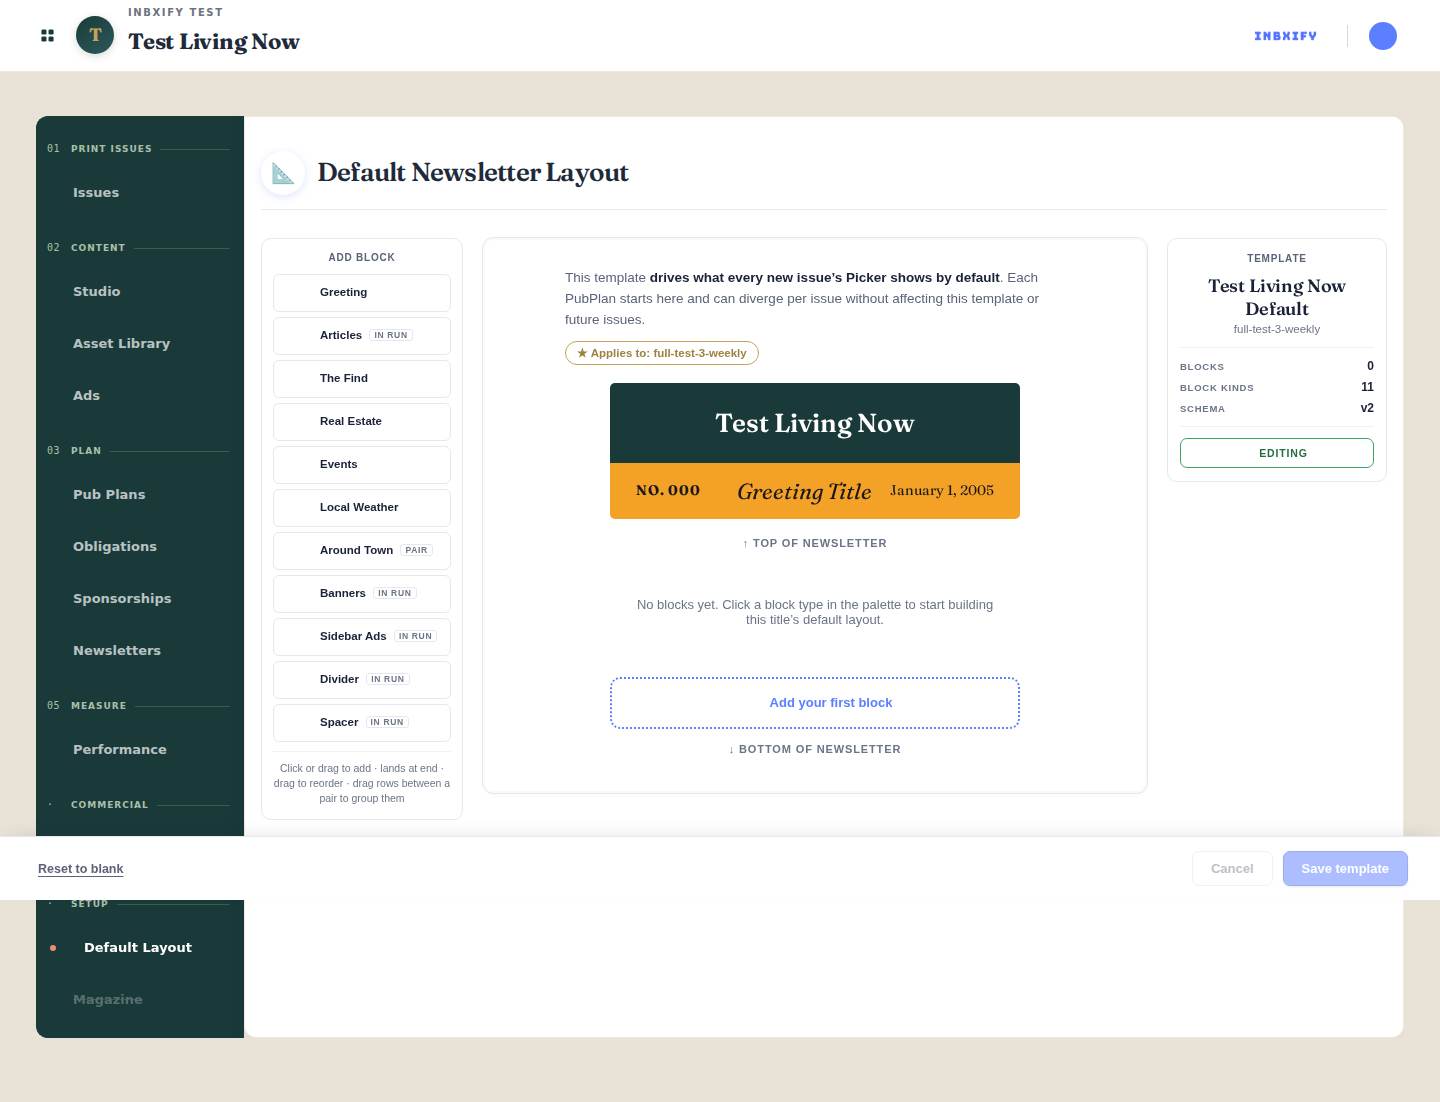 INBXIFY TEST
T
Test Living Now
INBXIFY
01 PRINT ISSUES
Issues
02 CONTENT
Studio
Asset Library
Ads
03 PLAN
Pub Plans
Obligations
Sponsorships
Newsletters
05 MEASURE
Performance
· COMMERCIAL
· SETUP
Default Layout
Magazine
Default Newsletter Layout
ADD BLOCK
Greeting
Articles IN RUN
The Find
Real Estate
Events
Local Weather
Around Town PAIR
Banners IN RUN
Sidebar Ads IN RUN
Divider IN RUN
Spacer IN RUN
Click or drag to add · lands at end ·
drag to reorder · drag rows between a
pair to group them
This template drives what every new issue’s Picker shows by default. Each
PubPlan starts here and can diverge per issue without affecting this template or
future issues.
★ Applies to: full-test-3-weekly
Test Living Now
NO. 000 Greeting Title January 1, 2005
↑ TOP OF NEWSLETTER
No blocks yet. Click a block type in the palette to start building
this title’s default layout.
Add your first block
↓ BOTTOM OF NEWSLETTER
TEMPLATE
Test Living Now
Default
full-test-3-weekly
BLOCKS 0
BLOCK KINDS 11
SCHEMA v2
EDITING
Reset to blank
Cancel
Save template